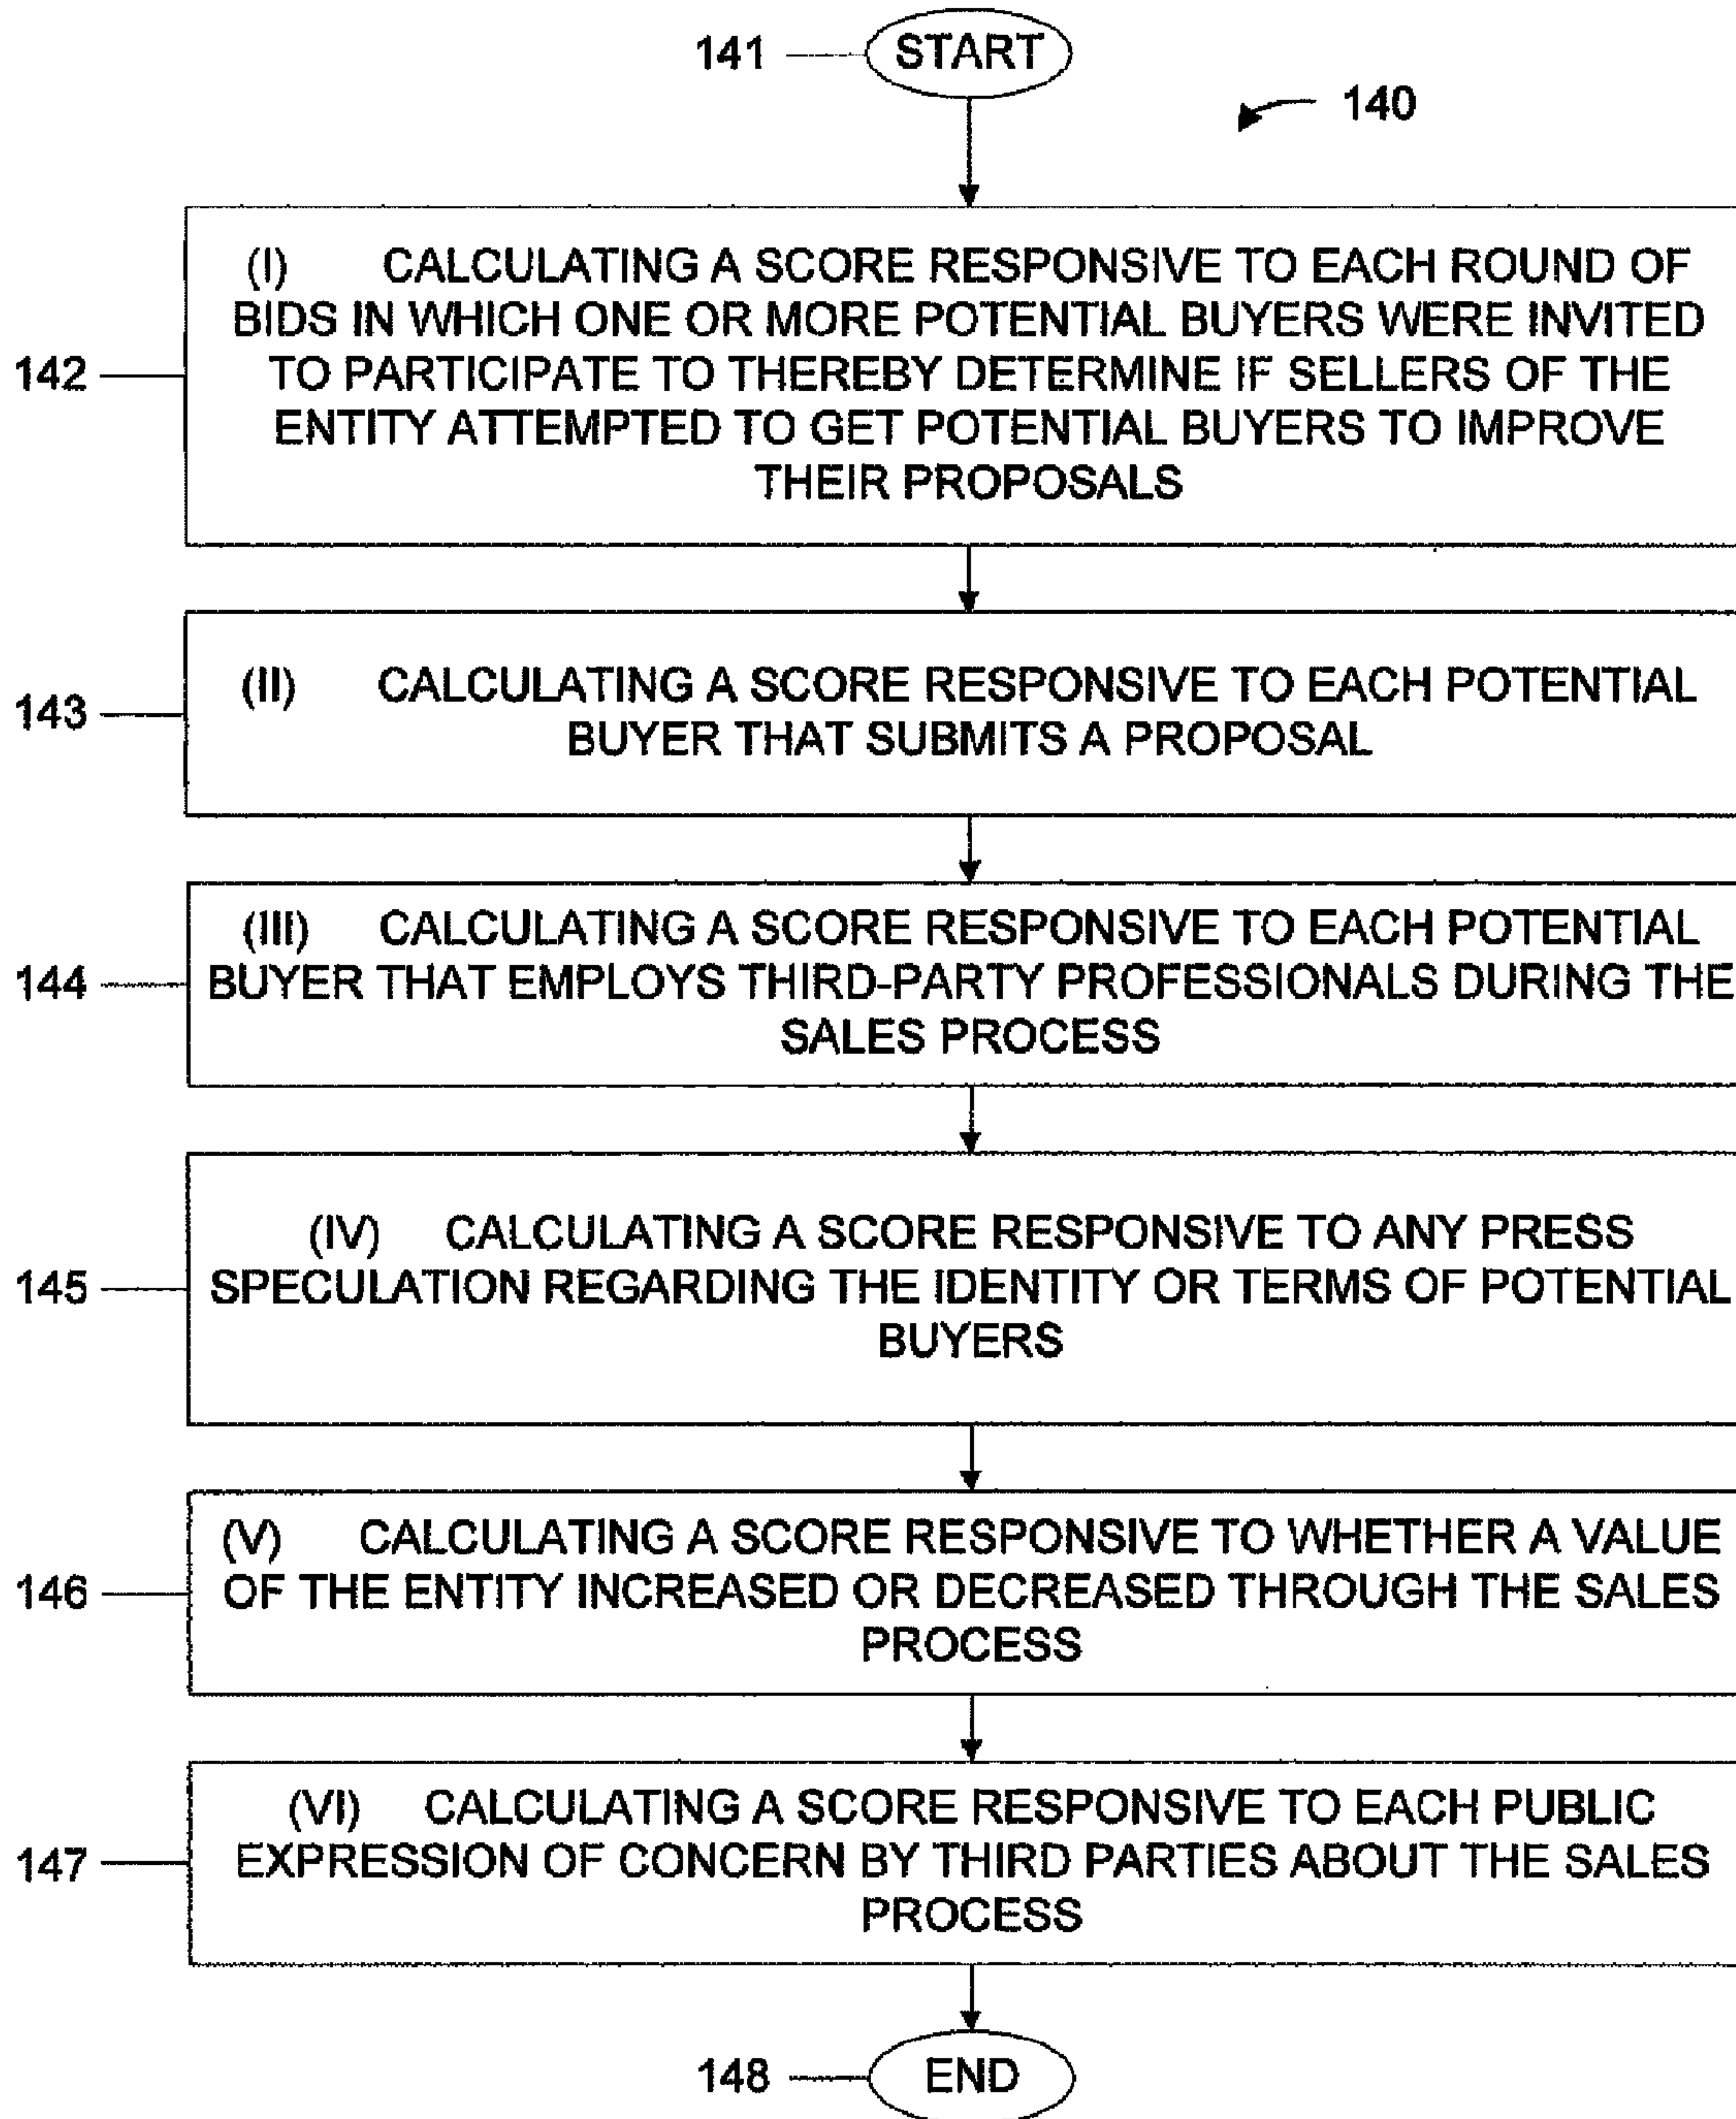 141 START
140
(I) CALCULATING A SCORE RESPONSIVE TO EACH ROUND OF
BIDS IN WHICH ONE OR MORE POTENTIAL BUYERS WERE INVITED
142 TO PARTICIPATE TO THEREBY DETERMINE IF SELLERS OF THE
ENTITY ATTEMPTED TO GET POTENTIAL BUYERS TO IMPROVE
THEIR PROPOSALS
143 (II) CALCULATING A SCORE RESPONSIVE TO EACH POTENTIAL
BUYER THAT SUBMITS A PROPOSAL
(III) CALCULATING A SCORE RESPONSIVE TO EACH POTENTIAL
144 BUYER THAT EMPLOYS THIRD-PARTY PROFESSIONALS DURING THE
SALES PROCESS
(IV) CALCULATING A SCORE RESPONSIVE TO ANY PRESS
145 SPECULATION REGARDING THE IDENTITY OR TERMS OF POTENTIAL
BUYERS
(V) CALCULATING A SCORE RESPONSIVE TO WHETHER A VALUE
146 OF THE ENTITY INCREASED OR DECREASED THROUGH THE SALES
PROCESS
(VI) CALCULATING A SCORE RESPONSIVE TO EACH PUBLIC
147 EXPRESSION OF CONCERN BY THIRD PARTIES ABOUT THE SALES
PROCESS
148 END